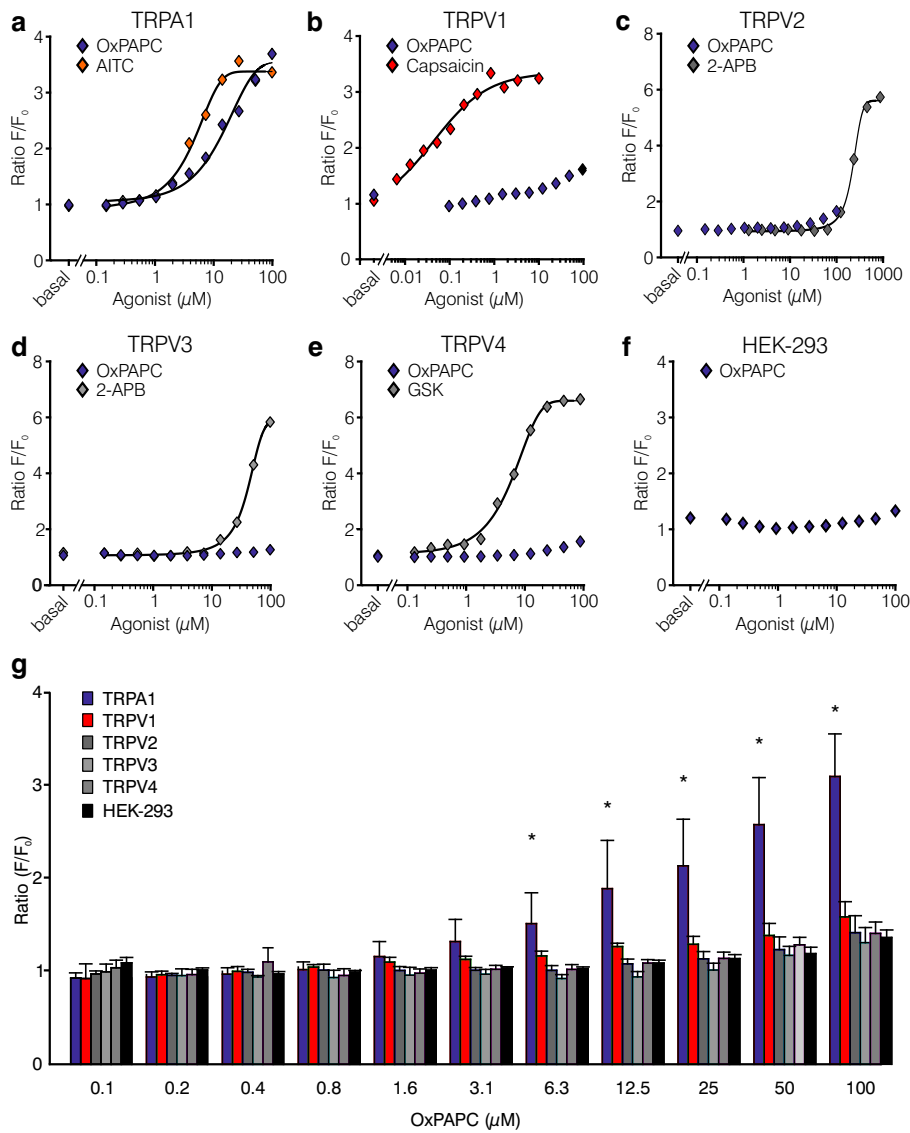 a TRPA1
OxPAPC
AITC
4
3
2
1
0
Ratio F/F₀
basal 0.1 1 10 100
Agonist (µM)
b TRPV1
OxPAPC
Capsaicin
4
3
2
1
0
Ratio F/F₀
basal 0.01 0.1 1 10 100
Agonist (µM)
c TRPV2
OxPAPC
2-APB
8
6
4
2
0
Ratio F/F₀
basal 0.1 1 10 100 1000
Agonist (µM)
d TRPV3
OxPAPC
2-APB
8
6
4
2
0
Ratio F/F₀
basal 0.1 1 10 100
Agonist (µM)
e TRPV4
OxPAPC
GSK
8
6
4
2
0
Ratio F/F₀
basal 0.1 1 10 100
Agonist (µM)
f HEK-293
OxPAPC
4
3
2
1
0
Ratio F/F₀
basal 0.1 1 10 100
Agonist (µM)
g
TRPA1
TRPV1
TRPV2
TRPV3
TRPV4
HEK-293
4
3
2
1
0
Ratio (F/F₀)
* * * * *
0.1 0.2 0.4 0.8 1.6 3.1 6.3 12.5 25 50 100
OxPAPC (µM)